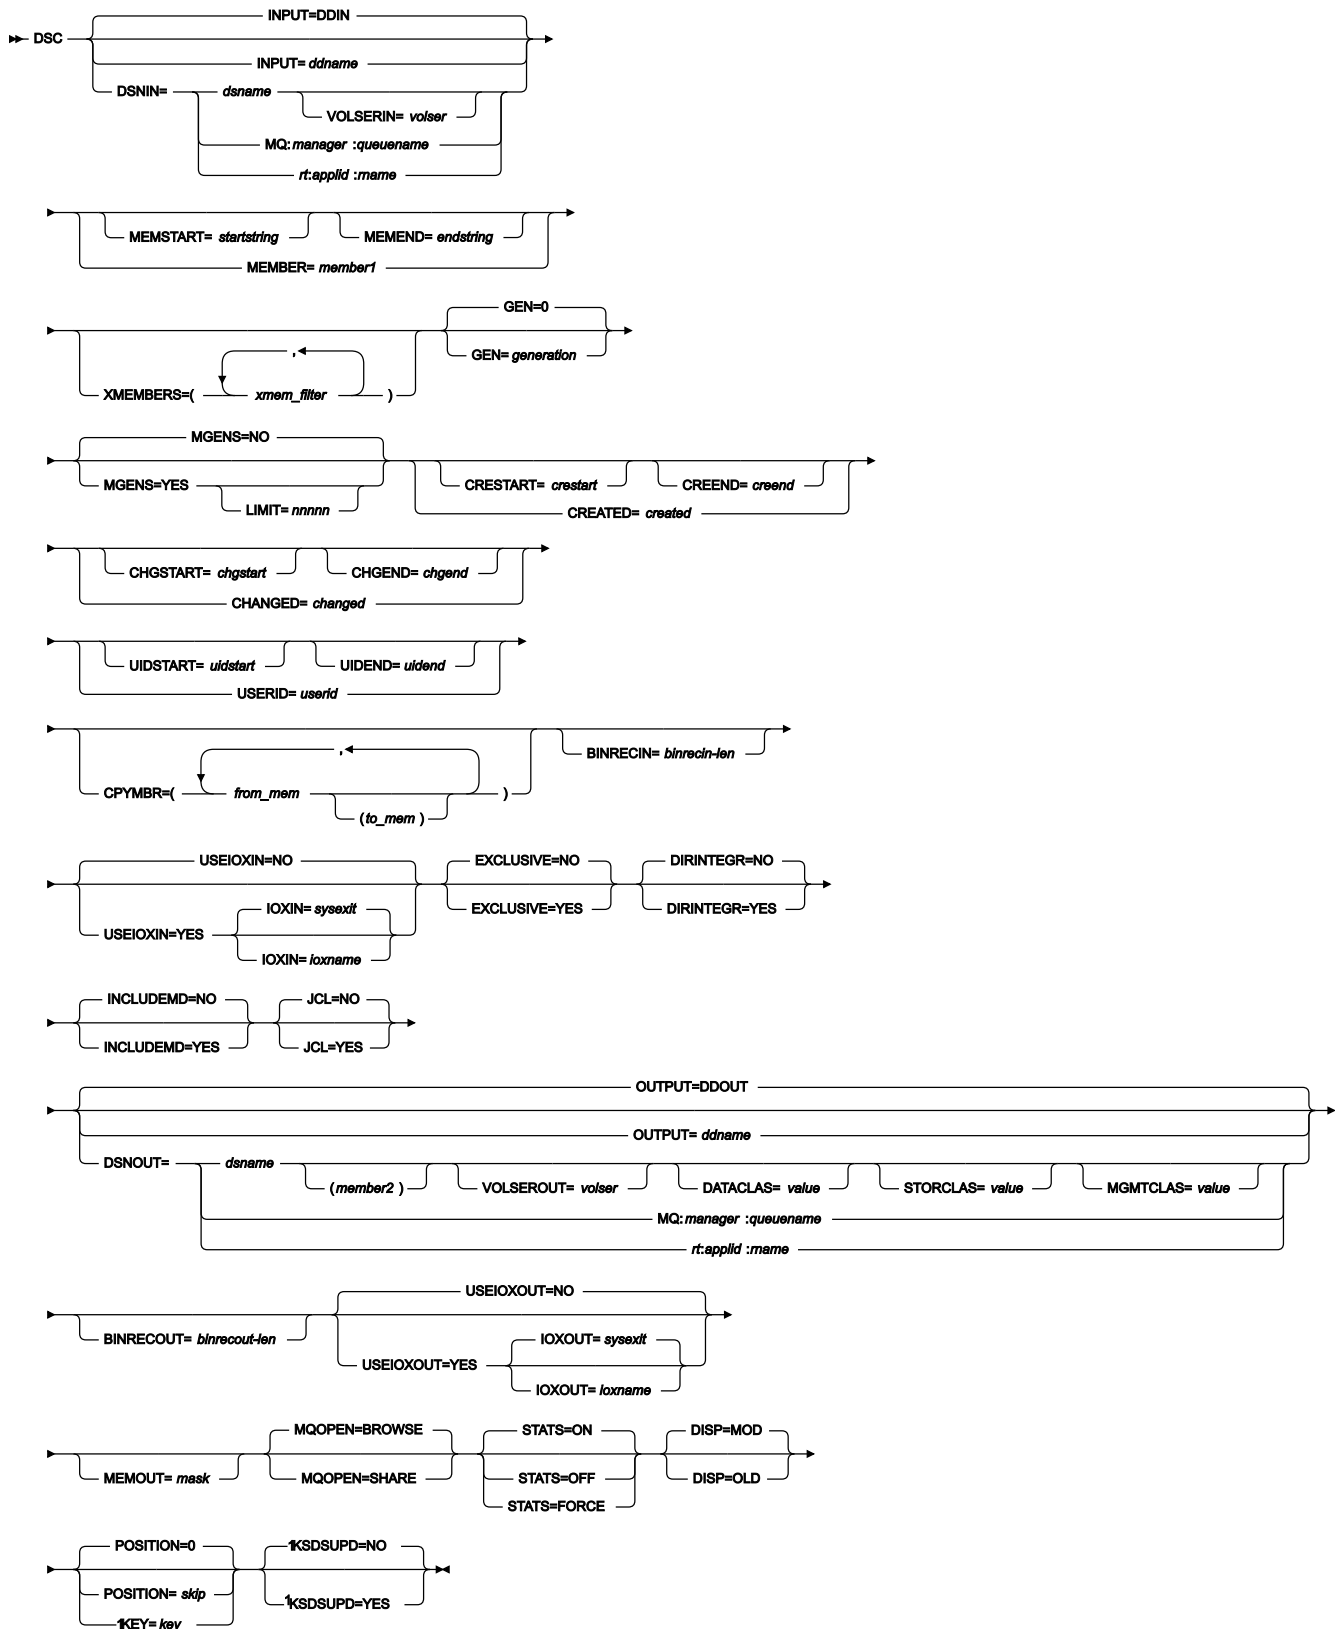 INPUT=DDIN
DSC
INPUT= ddname
DSNIN= dsname
VOLSERIN= volser
MQ:manager :queuename
rt:applid :rname
MEMSTART= startstring MEMEND= endstring
MEMBER= member1
GEN=0
GEN= generation
,
XMEMBERS=( xmem_filter )
MGENS=NO
MGENS=YES CRESTART= crestart CREEND= creend
LIMIT= nnnnn CREATED= created
CHGSTART= chgstart CHGEND= chgend
CHANGED= changed
UIDSTART= uidstart UIDEND= uidend
USERID= userid
, BINRECIN= binrecin-len
CPYMBR=( from_mem )
(to_mem )
USEIOXIN=NO EXCLUSIVE=NO DIRINTEGR=NO
IOXIN= sysexit EXCLUSIVE=YES DIRINTEGR=YES
USEIOXIN=YES
IOXIN= ioxname
INCLUDEMD=NO JCL=NO
INCLUDEMD=YES JCL=YES
OUTPUT=DDOUT
OUTPUT= ddname
DSNOUT= dsname
(member2 ) VOLSEROUT= volser DATACLAS= value STORCLAS= value MGMTCLAS= value
MQ:manager :queuename
rt:applid :rname
USEIOXOUT=NO
BINRECOUT= binrecout-len IOXOUT= sysexit
USEIOXOUT=YES
IOXOUT= ioxname
MQOPEN=BROWSE STATS=ON DISP=MOD
MEMOUT= mask MQOPEN=SHARE STATS=OFF DISP=OLD
STATS=FORCE
POSITION=0 1KSDSUPD=NO
POSITION= skip 1KSDSUPD=YES
1KEY= key